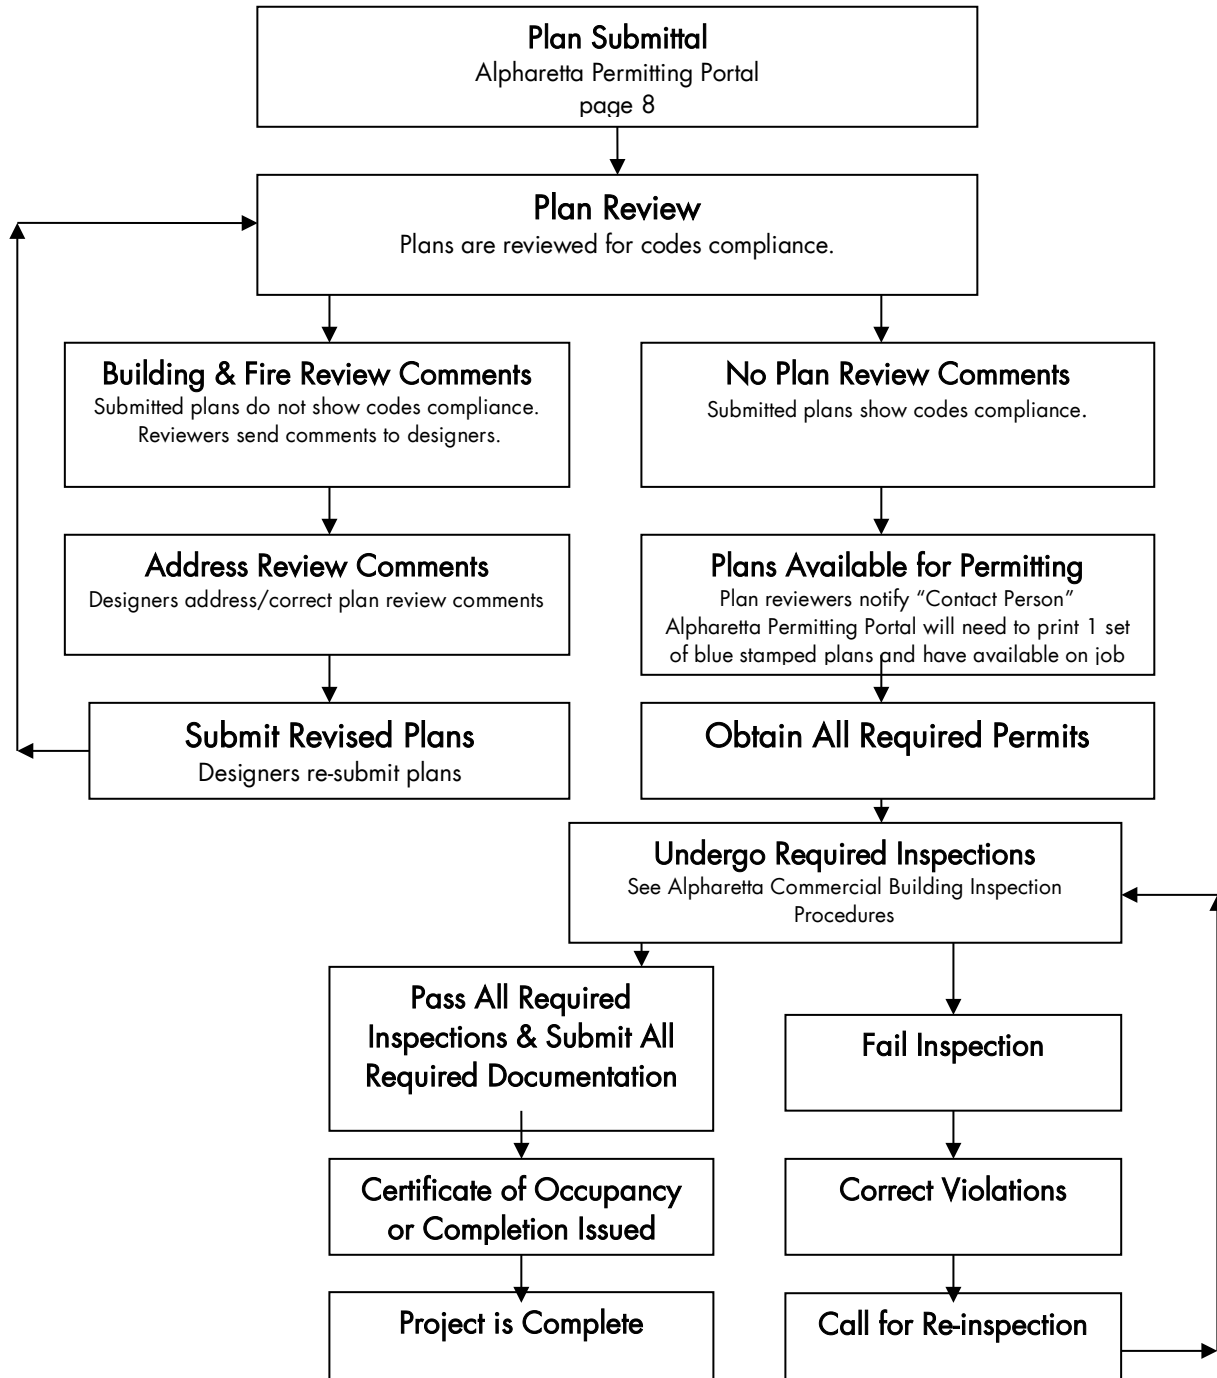 Plan Submittal
Alpharetta Permitting Portal
page 8
Plan Review
Plans are reviewed for codes compliance.
Building & Fire Review Comments
Submitted plans do not show codes compliance.
Reviewers send comments to designers.
No Plan Review Comments
Submitted plans show codes compliance.
Address Review Comments
Designers address/correct plan review comments
Plans Available for Permitting
Plan reviewers notify “Contact Person”
Alpharetta Permitting Portal will need to print 1 set
of blue stamped plans and have available on job
Submit Revised Plans
Designers re-submit plans
Obtain All Required Permits
Undergo Required Inspections
See Alpharetta Commercial Building Inspection
Procedures
Pass All Required
Inspections & Submit All
Required Documentation
Fail Inspection
Certificate of Occupancy
or Completion Issued
Correct Violations
Project is Complete
Call for Re-inspection